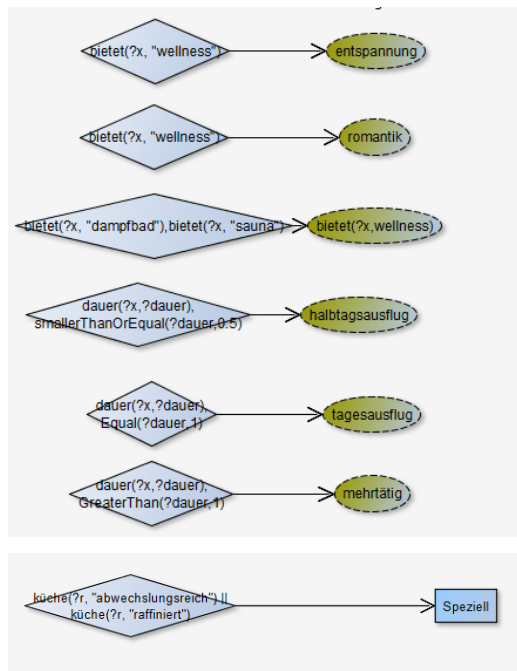 bietet(?x, "wellness")
entspannung
bietet(?x, "wellness")
romantik
bietet(?x, "dampfbad"),bietet(?x, "sauna")
bietet(?x,wellness)
dauer(?x,?dauer),
smallerThanOrEqual(?dauer,0.5)
halbtagsausflug
dauer(?x,?dauer),
Equal(?dauer,1)
tagesausflug
dauer(?x,?dauer),
GreaterThan(?dauer,1)
mehrtätig
küche(?r, "abwechslungsreich") ||
küche(?r, "raffiniert")
Speziell